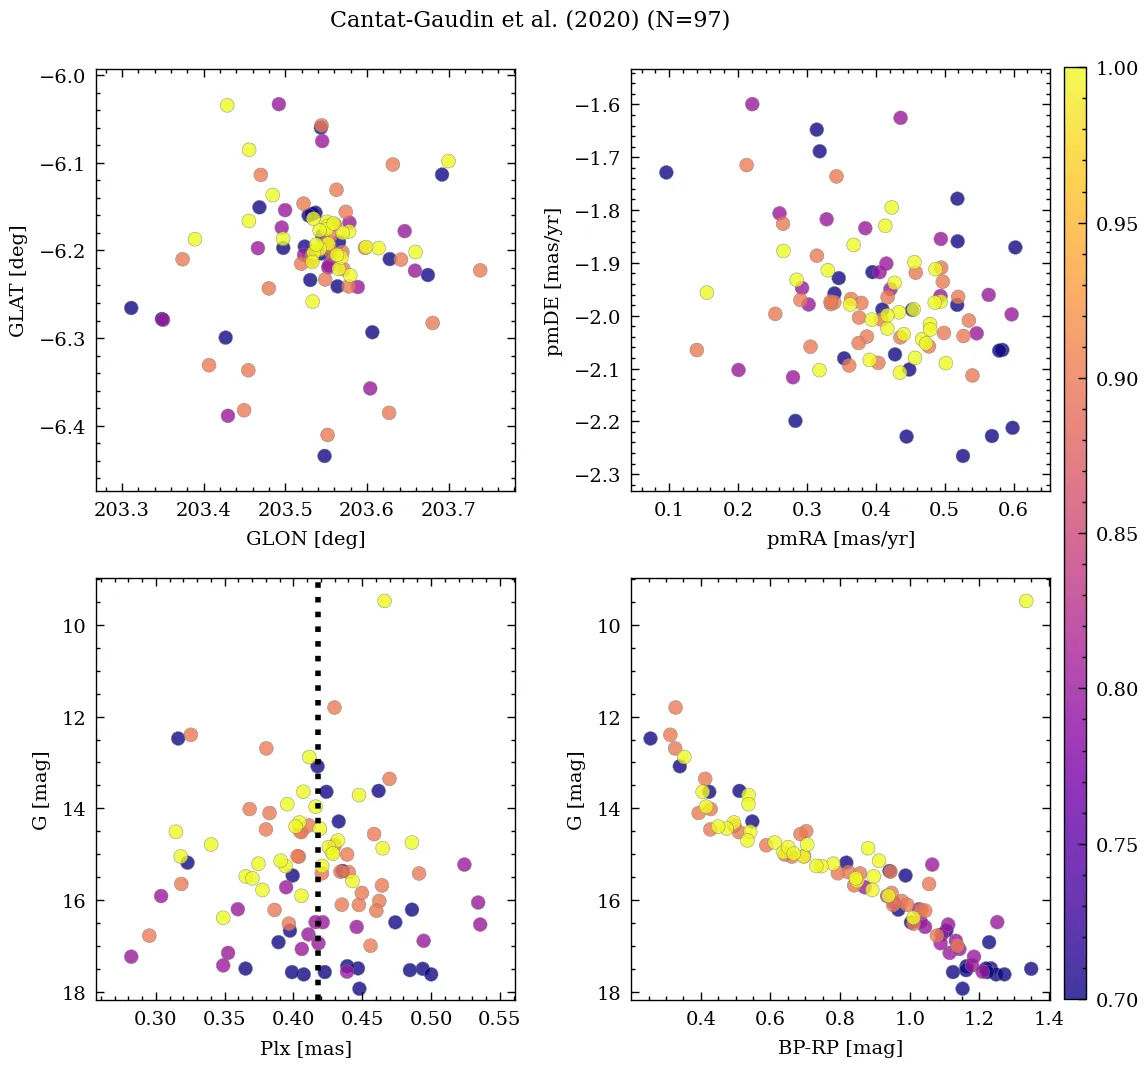 Cantat-Gaudin et al. (2020) (N=97)
−6.0
−6.1
−6.2
−6.3
−6.4
GLAT [deg]
203.3 203.4 203.5 203.6 203.7
GLON [deg]
−1.6
−1.7
−1.8
−1.9
−2.0
−2.1
−2.2
−2.3
pmDE [mas/yr]
0.1 0.2 0.3 0.4 0.5 0.6
pmRA [mas/yr]
10
12
14
16
18
G [mag]
0.30 0.35 0.40 0.45 0.50 0.55
Plx [mas]
10
12
14
16
18
G [mag]
0.4 0.6 0.8 1.0 1.2 1.4
BP-RP [mag]
1.00
0.95
0.90
0.85
0.80
0.75
0.70